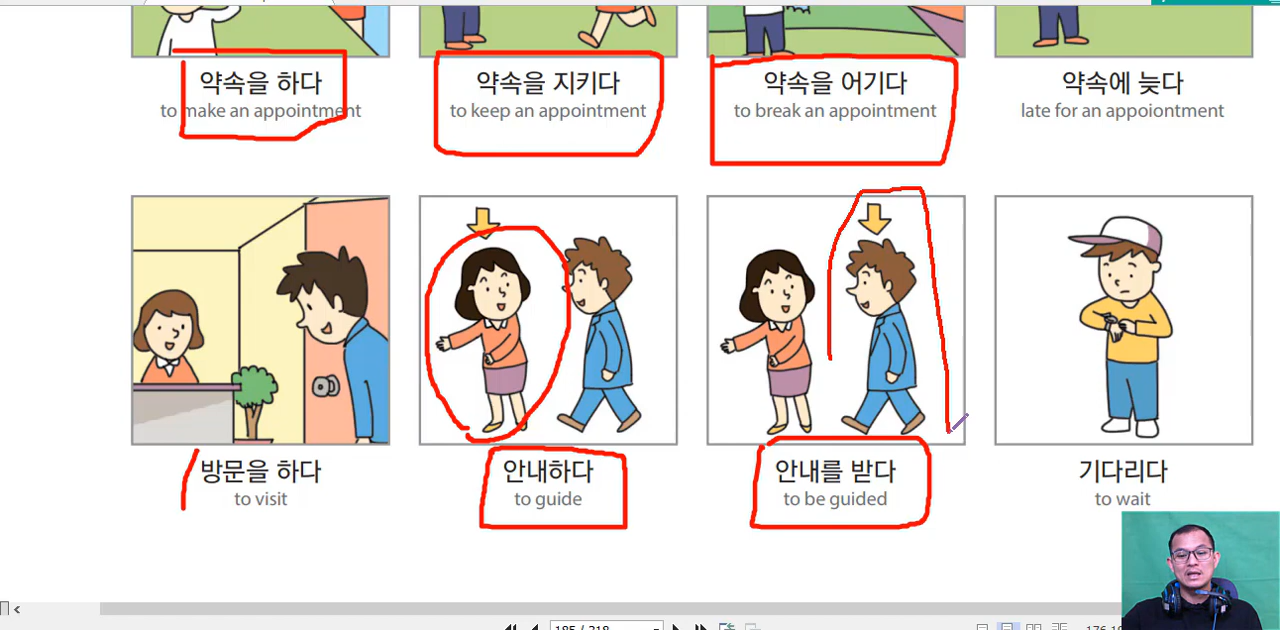 약속을 하다
to make an appointment
약속을 지키다
to keep an appointment
약속을 어기다
to break an appointment
약속에 늦다
late for an appoiontment
방문을 하다
to visit
안내하다
to guide
안내를 받다
to be guided
기다리다
to wait
185 / 218